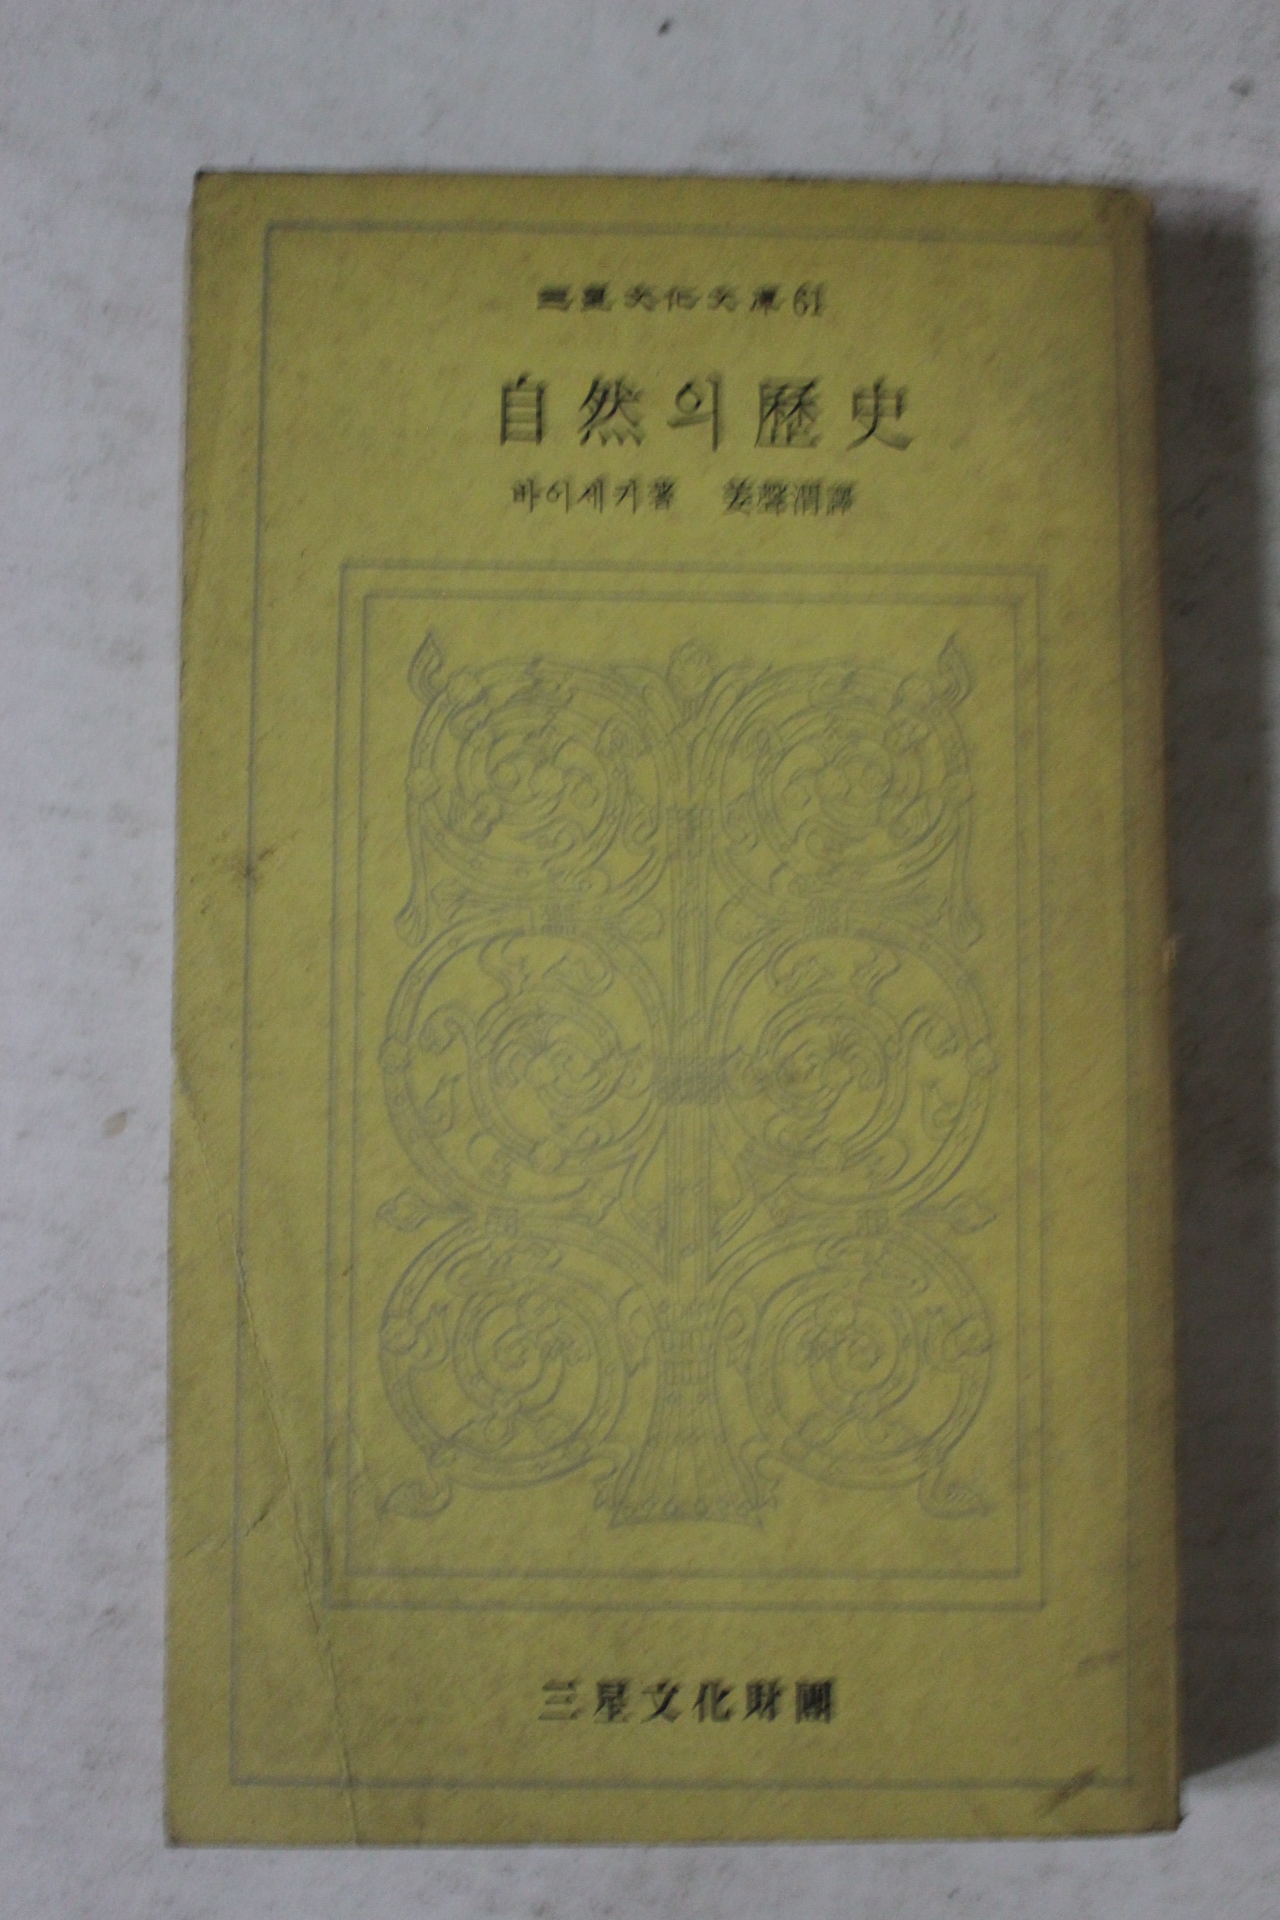 三星文化文庫 61
自然의 歷史
바이세커 著 姜聲渭 譯
三星文化財團